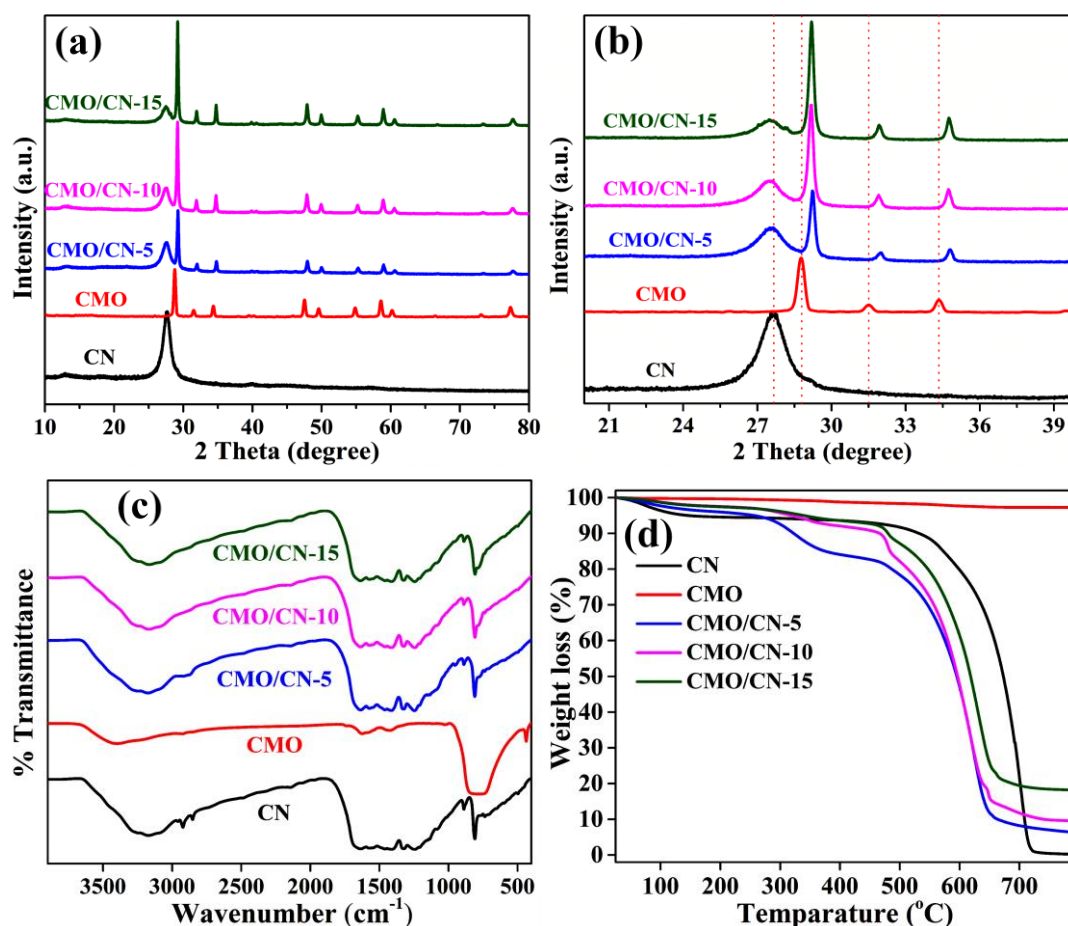 (a)
CMO/CN-15
CMO/CN-10
CMO/CN-5
CMO
CN
Intensity (a.u.)
10 20 30 40 50 60 70 80
2 Theta (degree)
(b)
CMO/CN-15
CMO/CN-10
CMO/CN-5
CMO
CN
Intensity (a.u.)
21 24 27 30 33 36 39
2 Theta (degree)
(c)
CMO/CN-15
CMO/CN-10
CMO/CN-5
CMO
CN
% Transmittance
3500 3000 2500 2000 1500 1000 500
Wavenumber (cm⁻¹)
(d)
CN
CMO
CMO/CN-5
CMO/CN-10
CMO/CN-15
Weight loss (%)
100
90
80
70
60
50
40
30
20
10
0
100 200 300 400 500 600 700
Temparature (°C)